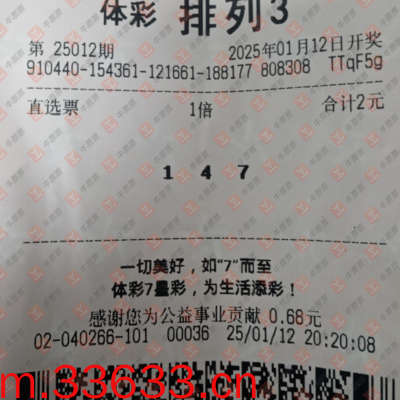 体彩 排列3
第 25012期 2025年01月12日开奖
910440-154361-121661-188177 808308 TTqF5g
直选票 1倍 合计2元
1 4 7
一切美好，如“7”而至
体彩7星彩，为生活添彩！
感谢您为公益事业贡献 0.68元
02-040266-101 00036 25/01/12 20:20:08
m.33633.cn